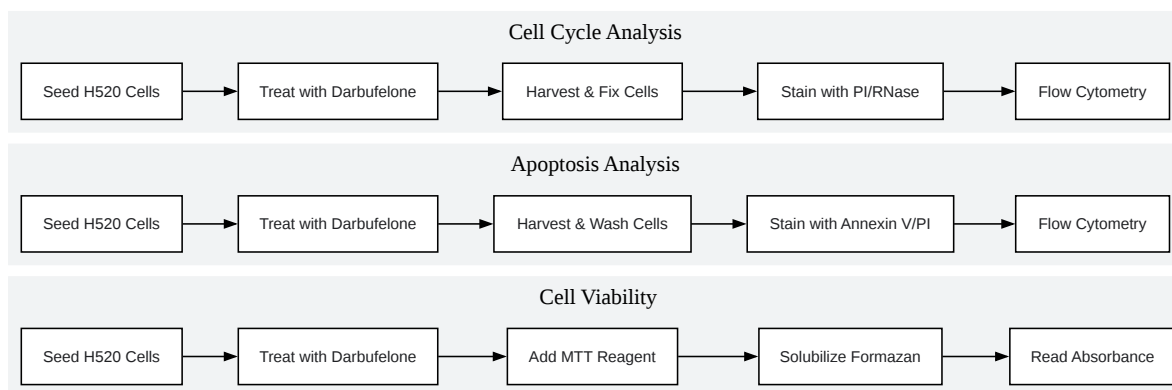 Cell Cycle Analysis
Seed H520 Cells
Treat with Darbufelone
Harvest & Fix Cells
Stain with PI/RNase
Flow Cytometry
Apoptosis Analysis
Seed H520 Cells
Treat with Darbufelone
Harvest & Wash Cells
Stain with Annexin V/PI
Flow Cytometry
Cell Viability
Seed H520 Cells
Treat with Darbufelone
Add MTT Reagent
Solubilize Formazan
Read Absorbance